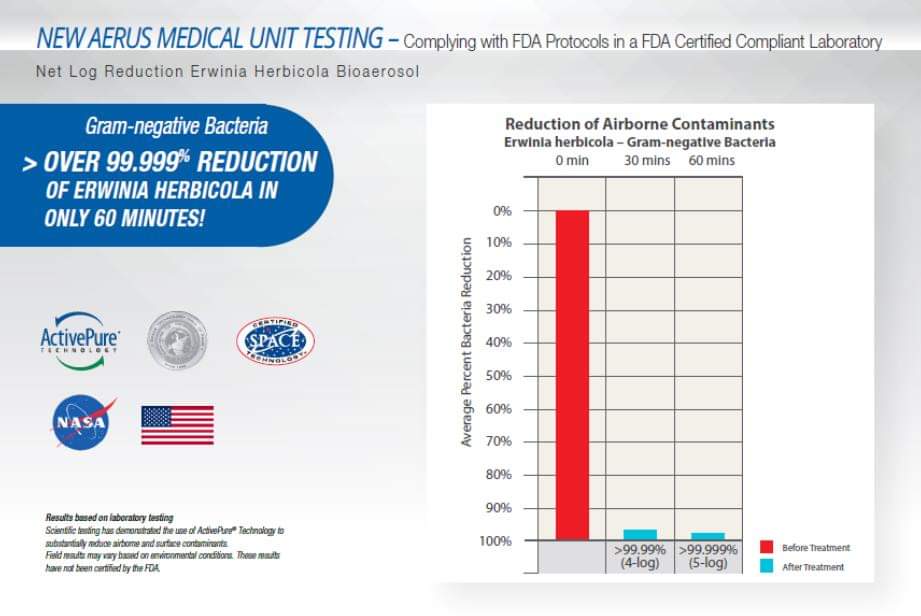 NEW AERUS MEDICAL UNIT TESTING – Complying with FDA Protocols in a FDA Certified Compliant Laboratory
Net Log Reduction Erwinia Herbicola Bioaerosol
Gram-negative Bacteria
> OVER 99.999% REDUCTION
OF ERWINIA HERBICOLA IN
ONLY 60 MINUTES!
ActivePure
TECHNOLOGY
CERTIFIED
SPACE
TECHNOLOGY
NASA
Results based on laboratory testing
Scientific testing has demonstrated the use of ActivePure® Technology to
substantially reduce airborne and surface contaminants.
Field results may vary based on environmental conditions. These results
have not been certified by the FDA.
Reduction of Airborne Contaminants
Erwinia herbicola – Gram-negative Bacteria
0 min 30 mins 60 mins
Average Percent Bacteria Reduction
0%
10%
20%
30%
40%
50%
60%
70%
80%
90%
100%
>99.99% >99.999%
(4-log) (5-log)
Before Treatment
After Treatment